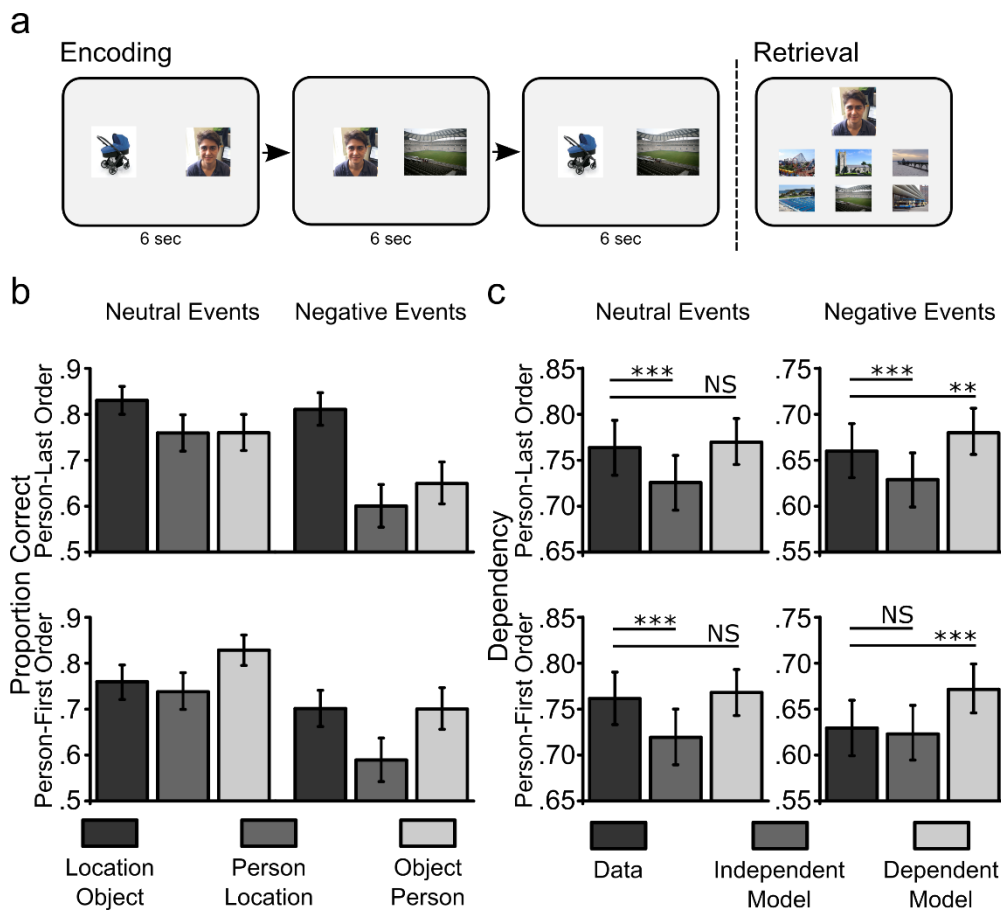 a
Encoding
Retrieval
6 sec
6 sec
6 sec
b
c
Neutral Events
Negative Events
Neutral Events
Negative Events
Proportion Correct
Person-Last Order
.9
.8
.7
.6
.5
Dependency
Person-Last Order
.85
.80
.75
.70
.65
***
NS
.75
.70
.65
.60
.55
***
**
Person-First Order
.9
.8
.7
.6
.5
Person-First Order
.85
.80
.75
.70
.65
***
NS
.75
.70
.65
.60
.55
NS
***
Location
Object
Person
Location
Object
Person
Data
Independent
Model
Dependent
Model